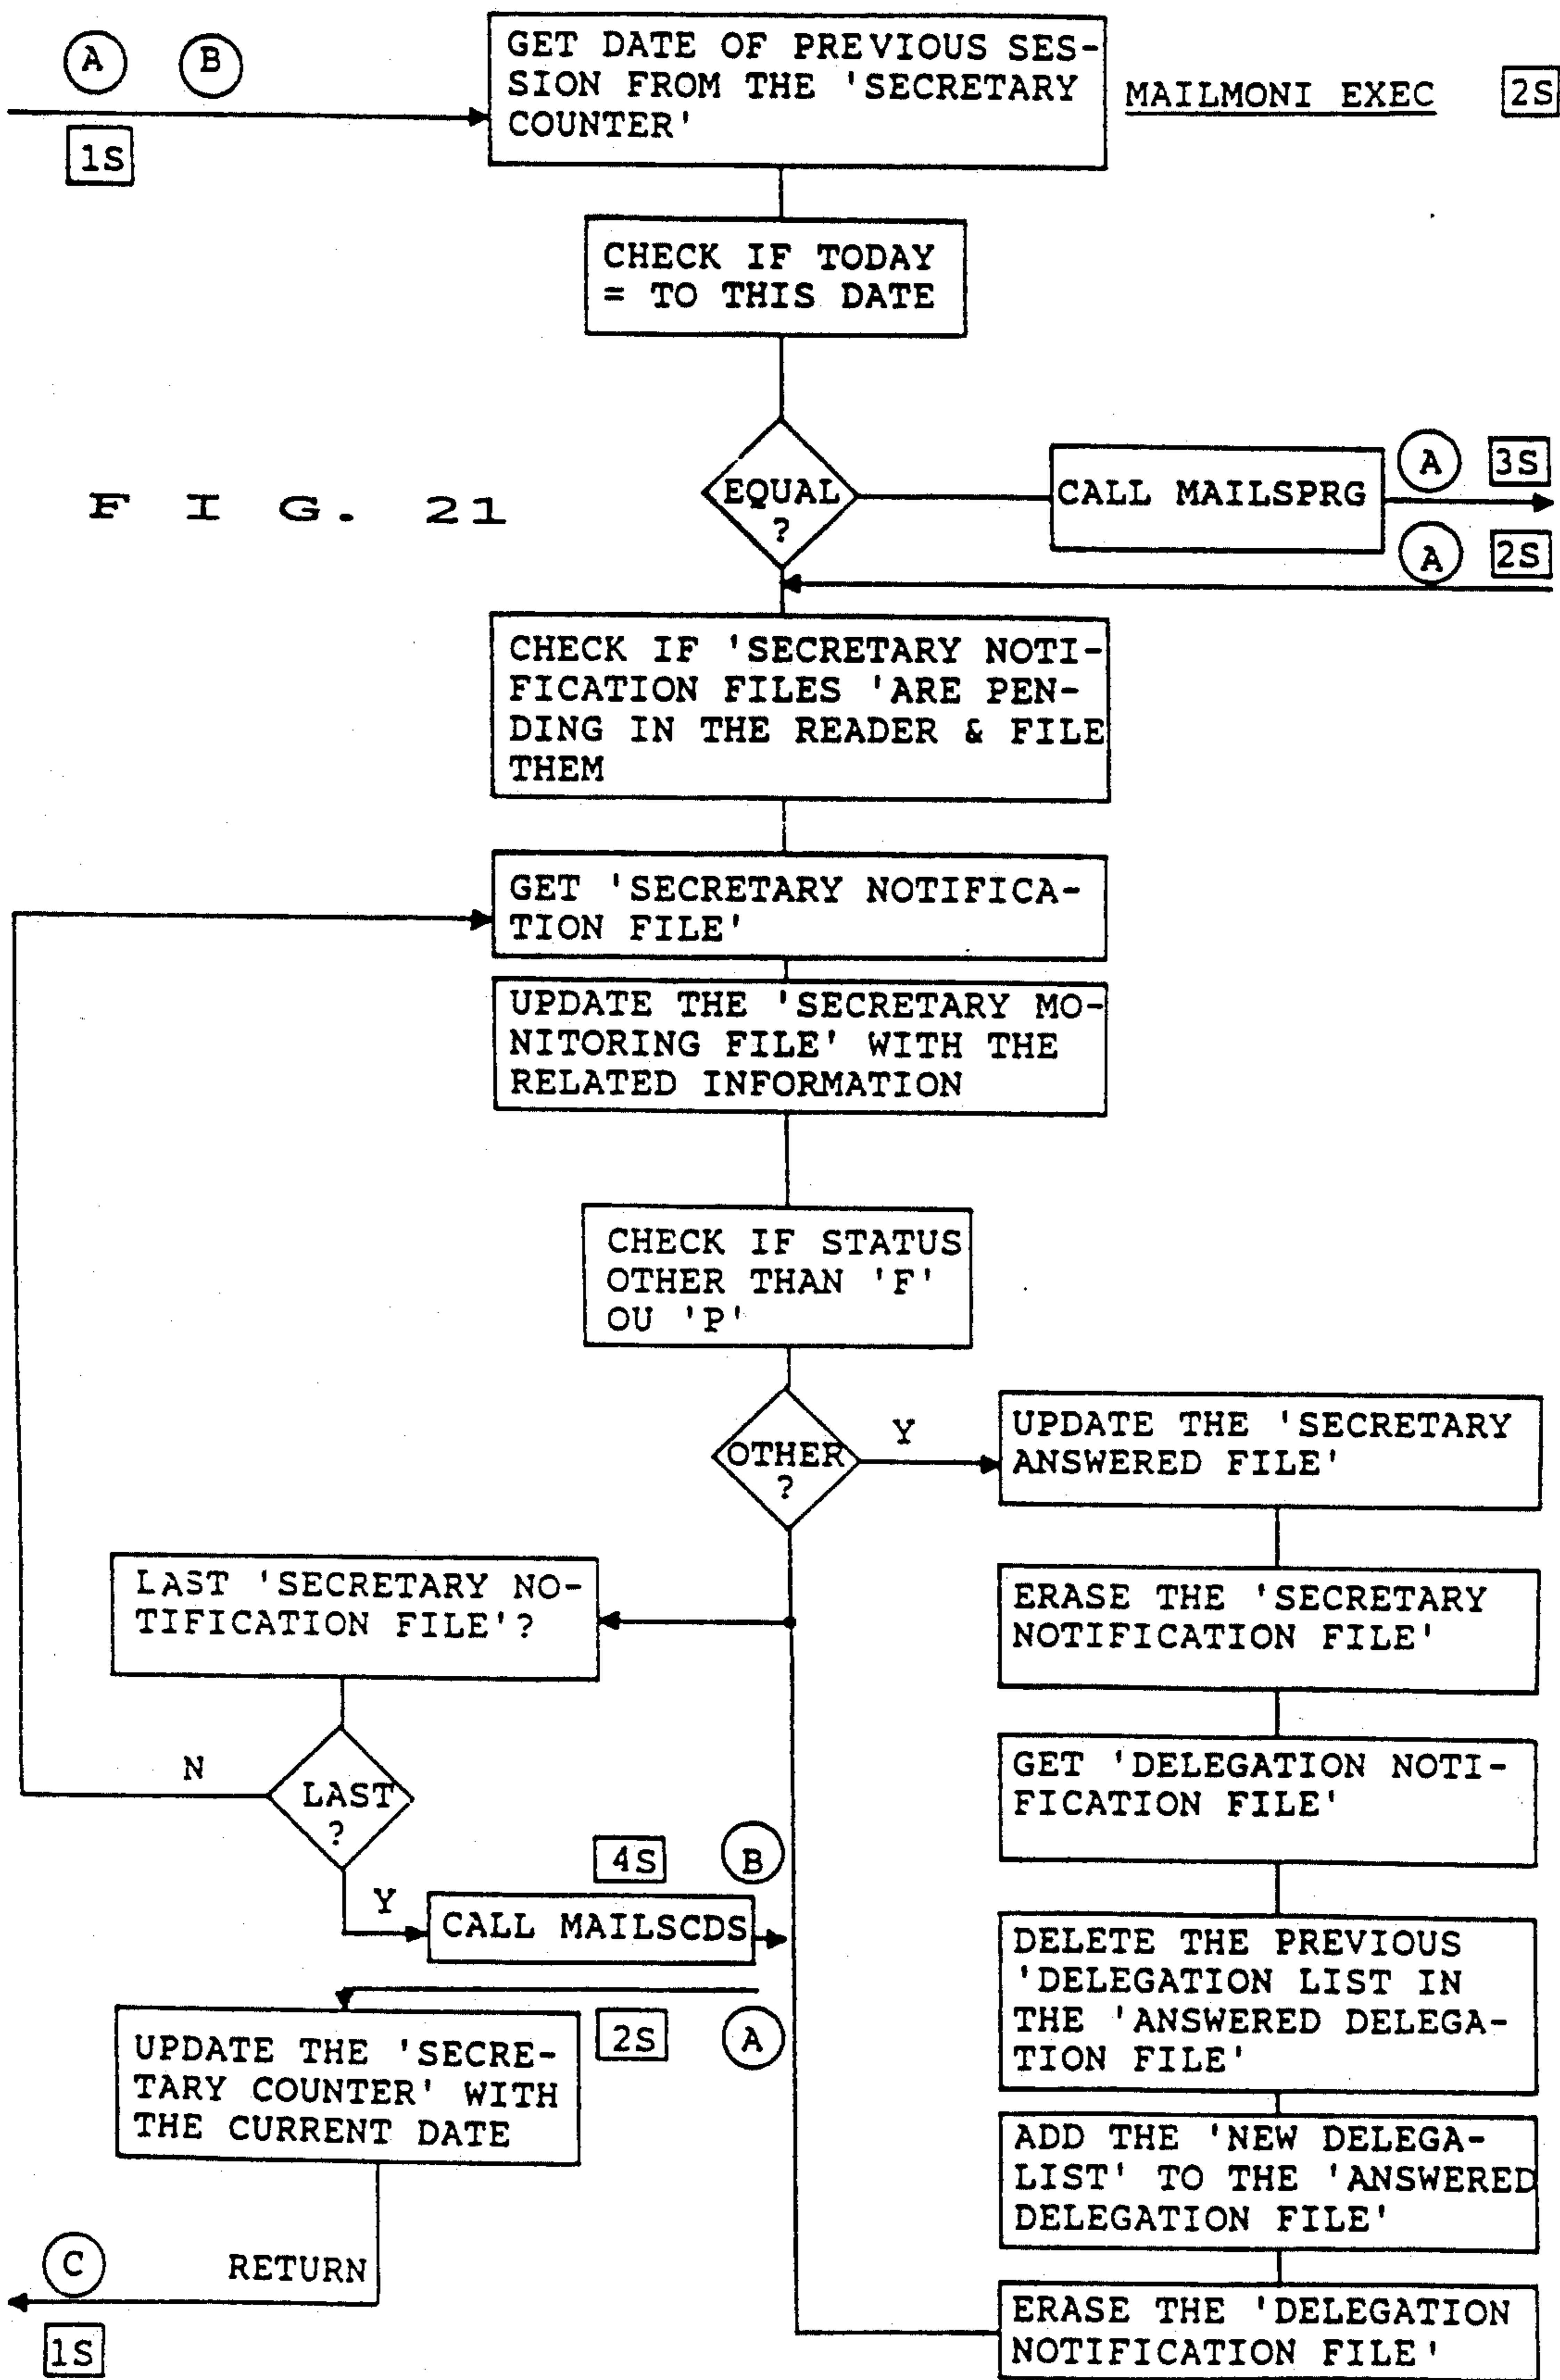 A B
1S
GET DATE OF PREVIOUS SES-
SION FROM THE 'SECRETARY
COUNTER'
MAILMONI EXEC 2S
CHECK IF TODAY
= TO THIS DATE
F I G. 21
EQUAL
?
CALL MAILSPRG
A 3S
A 2S
CHECK IF 'SECRETARY NOTI-
FICATION FILES 'ARE PEN-
DING IN THE READER & FILE
THEM
GET 'SECRETARY NOTIFICA-
TION FILE'
UPDATE THE 'SECRETARY MO-
NITORING FILE' WITH THE
RELATED INFORMATION
CHECK IF STATUS
OTHER THAN 'F'
OU 'P'
OTHER
?
Y
UPDATE THE 'SECRETARY
ANSWERED FILE'
ERASE THE 'SECRETARY
NOTIFICATION FILE'
GET 'DELEGATION NOTI-
FICATION FILE'
DELETE THE PREVIOUS
'DELEGATION LIST IN
THE 'ANSWERED DELEGA-
TION FILE'
ADD THE 'NEW DELEGA-
LIST' TO THE 'ANSWERED
DELEGATION FILE'
ERASE THE 'DELEGATION
NOTIFICATION FILE'
LAST 'SECRETARY NO-
TIFICATION FILE'?
N
LAST
?
Y
4S B
CALL MAILSCDS
2S A
UPDATE THE 'SECRE-
TARY COUNTER' WITH
THE CURRENT DATE
C RETURN
1S